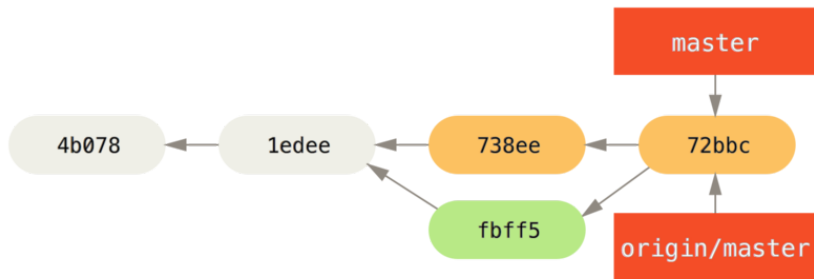 master
4b078
1edee
738ee
72bbc
fbff5
origin/master